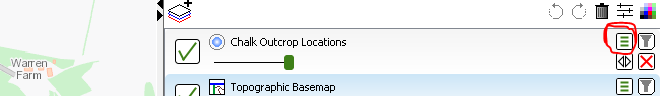 Chalk Outcrop Locations
Warren
Farm
Topographic Basemap